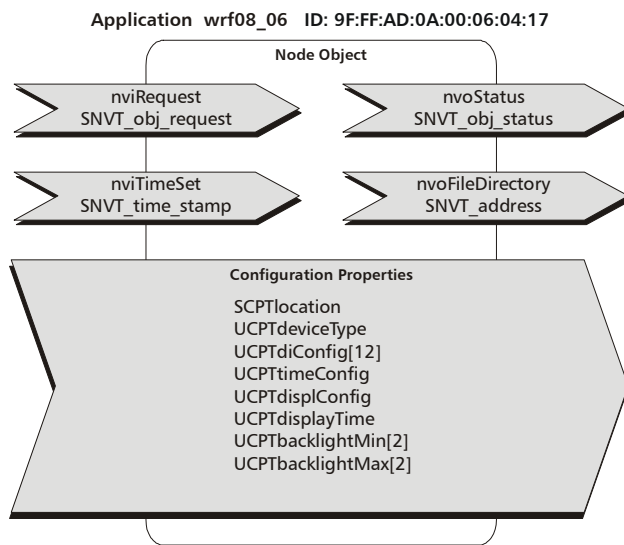 Application wrf08_06 ID: 9F:FF:AD:0A:00:06:04:17
Node Object
nviRequest
SNVT_obj_request
nvoStatus
SNVT_obj_status
nviTimeSet
SNVT_time_stamp
nvoFileDirectory
SNVT_address
Configuration Properties
SCPTlocation
UCPTdeviceType
UCPTdiConfig[12]
UCPTtimeConfig
UCPTdisplConfig
UCPTdisplayTime
UCPTbacklightMin[2]
UCPTbacklightMax[2]